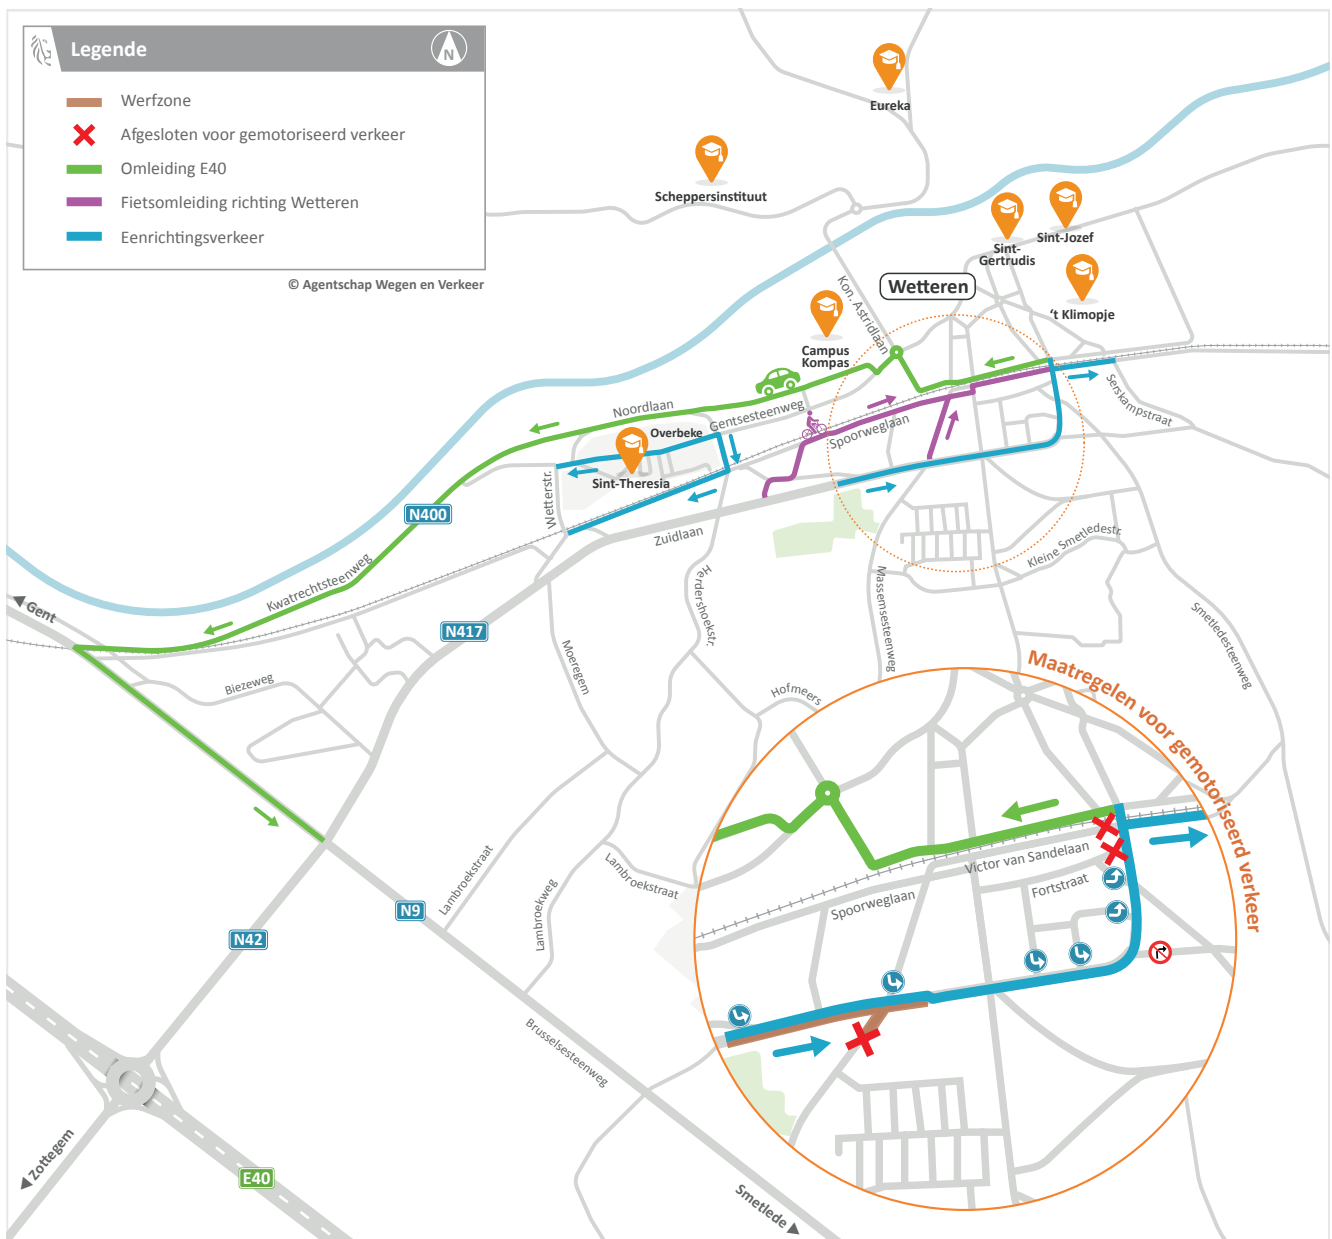 Legende
N
Werfzone
Afgesloten voor gemotoriseerd verkeer
Omleiding E40
Fietsomleiding richting Wetteren
Eenrichtingsverkeer
© Agentschap Wegen en Verkeer
Eureka
Scheppersinstituut
Sint-Jozef
Sint-
Gertrudis
't Klimopje
Wetteren
Kon. Astridlaan
Campus
Kompas
Serskampstraat
Noordlaan
Gentsesteenweg
Overbeke
Spoorweglaan
Sint-Theresia
Wetterstr.
N400
Zuidlaan
Kleine Smetledestr.
Kwatrechtsteenweg
Herdershoekstr.
Massemsesteenweg
Smetledesteenweg
Gent
N417
Moeregem
Biezeweg
Hofmeers
Maatregelen voor gemotoriseerd verkeer
Victor van Sandelaan
Fortstraat
Spoorweglaan
Lambroekstraat
Lambroekstraat
Lambroekweg
N9
N42
Brusselsesteenweg
Zottegem
E40
Smetlede